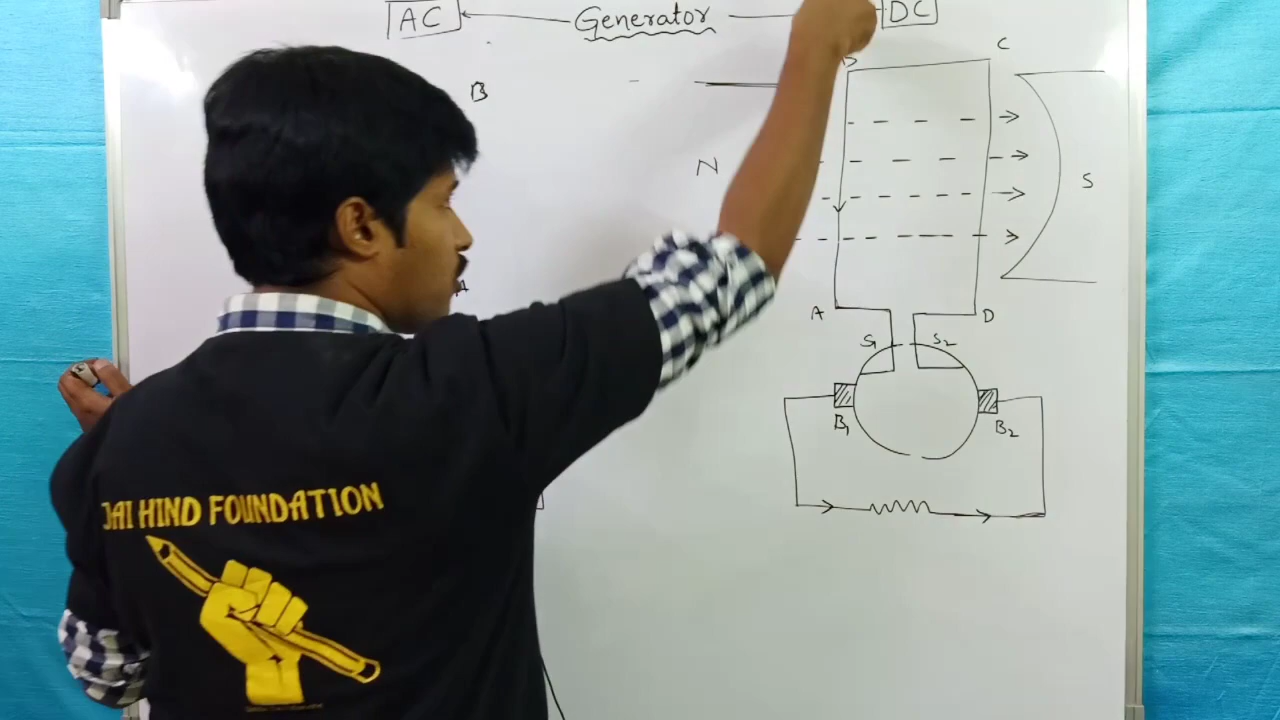 AC Generator DC
B
C
N
S
A
A
D
S1 S2
B1 B2
JAI HIND FOUNDATION